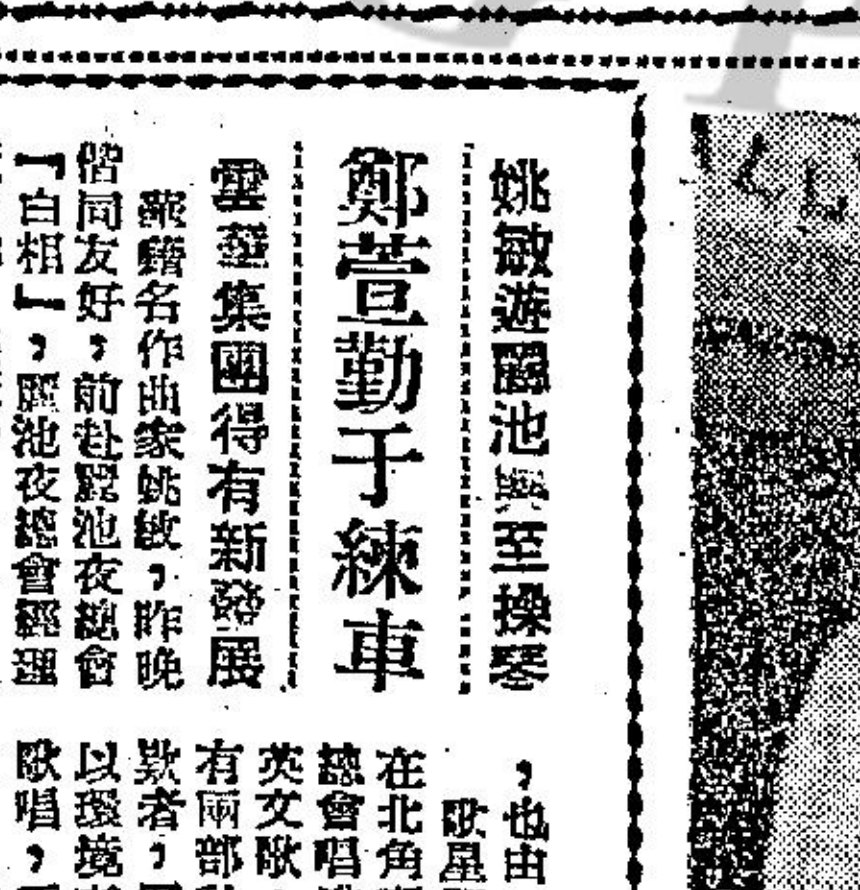 姚敏遊麗池興至操琴
鄭萱勤于練車
雲華集團得有新發展
歌籍名作曲家姚敏，昨晚
偕同友好，前赴麗池夜總會
『白相』，麗池夜總會經理
，也由
歌星
在北角
總會唱
英文歌
有兩部
歎者，
以環境
歌唱，